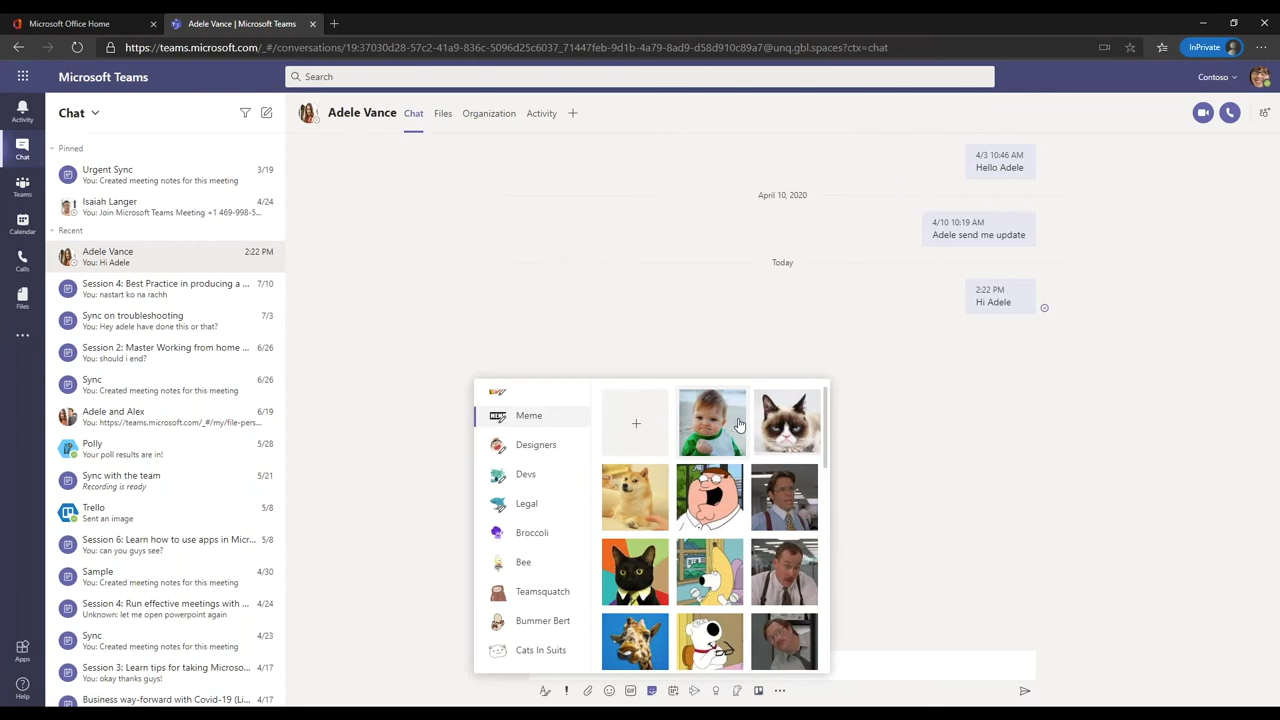 Microsoft Office Home
Adele Vance | Microsoft Teams
https://teams.microsoft.com/_#/conversations/19:37030d28-57c2-41a9-836c-5096d25c6037_71447feb-9d1b-4a79-8ad9-d58d910c89a7@unq.gbl.spaces?ctx=chat
InPrivate
Microsoft Teams
Search
Contoso
Activity
Chat
Teams
Calendar
Calls
Files
Apps
Help
Chat
Pinned
Urgent Sync 3/19
You: Created meeting notes for this meeting
Isaiah Langer 4/24
You: Join Microsoft Teams Meeting +1 469-998-5...
Recent
Adele Vance 2:22 PM
You: Hi Adele
Session 4: Best Practice in producing a ... 7/10
You: nastart ko na rachh
Sync on troubleshooting 7/3
You: Hey adele have done this or that?
Session 2: Master Working from home ... 6/26
You: should i end?
Sync 6/26
You: Created meeting notes for this meeting
Adele and Alex 6/19
You: https://teams.microsoft.com/_#/my/file-pers...
Polly 5/28
Your poll results are in!
Sync with the team 5/21
Recording is ready
Trello 5/8
Sent an image
Session 6: Learn how to use apps in Micr... 5/8
You: can you guys see?
Sample 4/30
You: Created meeting notes for this meeting
Session 4: Run effective meetings with ... 4/24
Unknown: let me open powerpoint again
Sync 4/23
You: Created meeting notes for this meeting
Session 3: Learn tips for taking Microso... 4/17
You: okay thanks guys!
Business way-forward with Covid-19 (Li... 4/17
Adele Vance
Chat
Files
Organization
Activity
4/3 10:46 AM
Hello Adele
April 10, 2020
4/10 10:19 AM
Adele send me update
Today
2:22 PM
Hi Adele
Meme
Designers
Devs
Legal
Broccoli
Bee
Teamsquatch
Bummer Bert
Cats In Suits
GIF